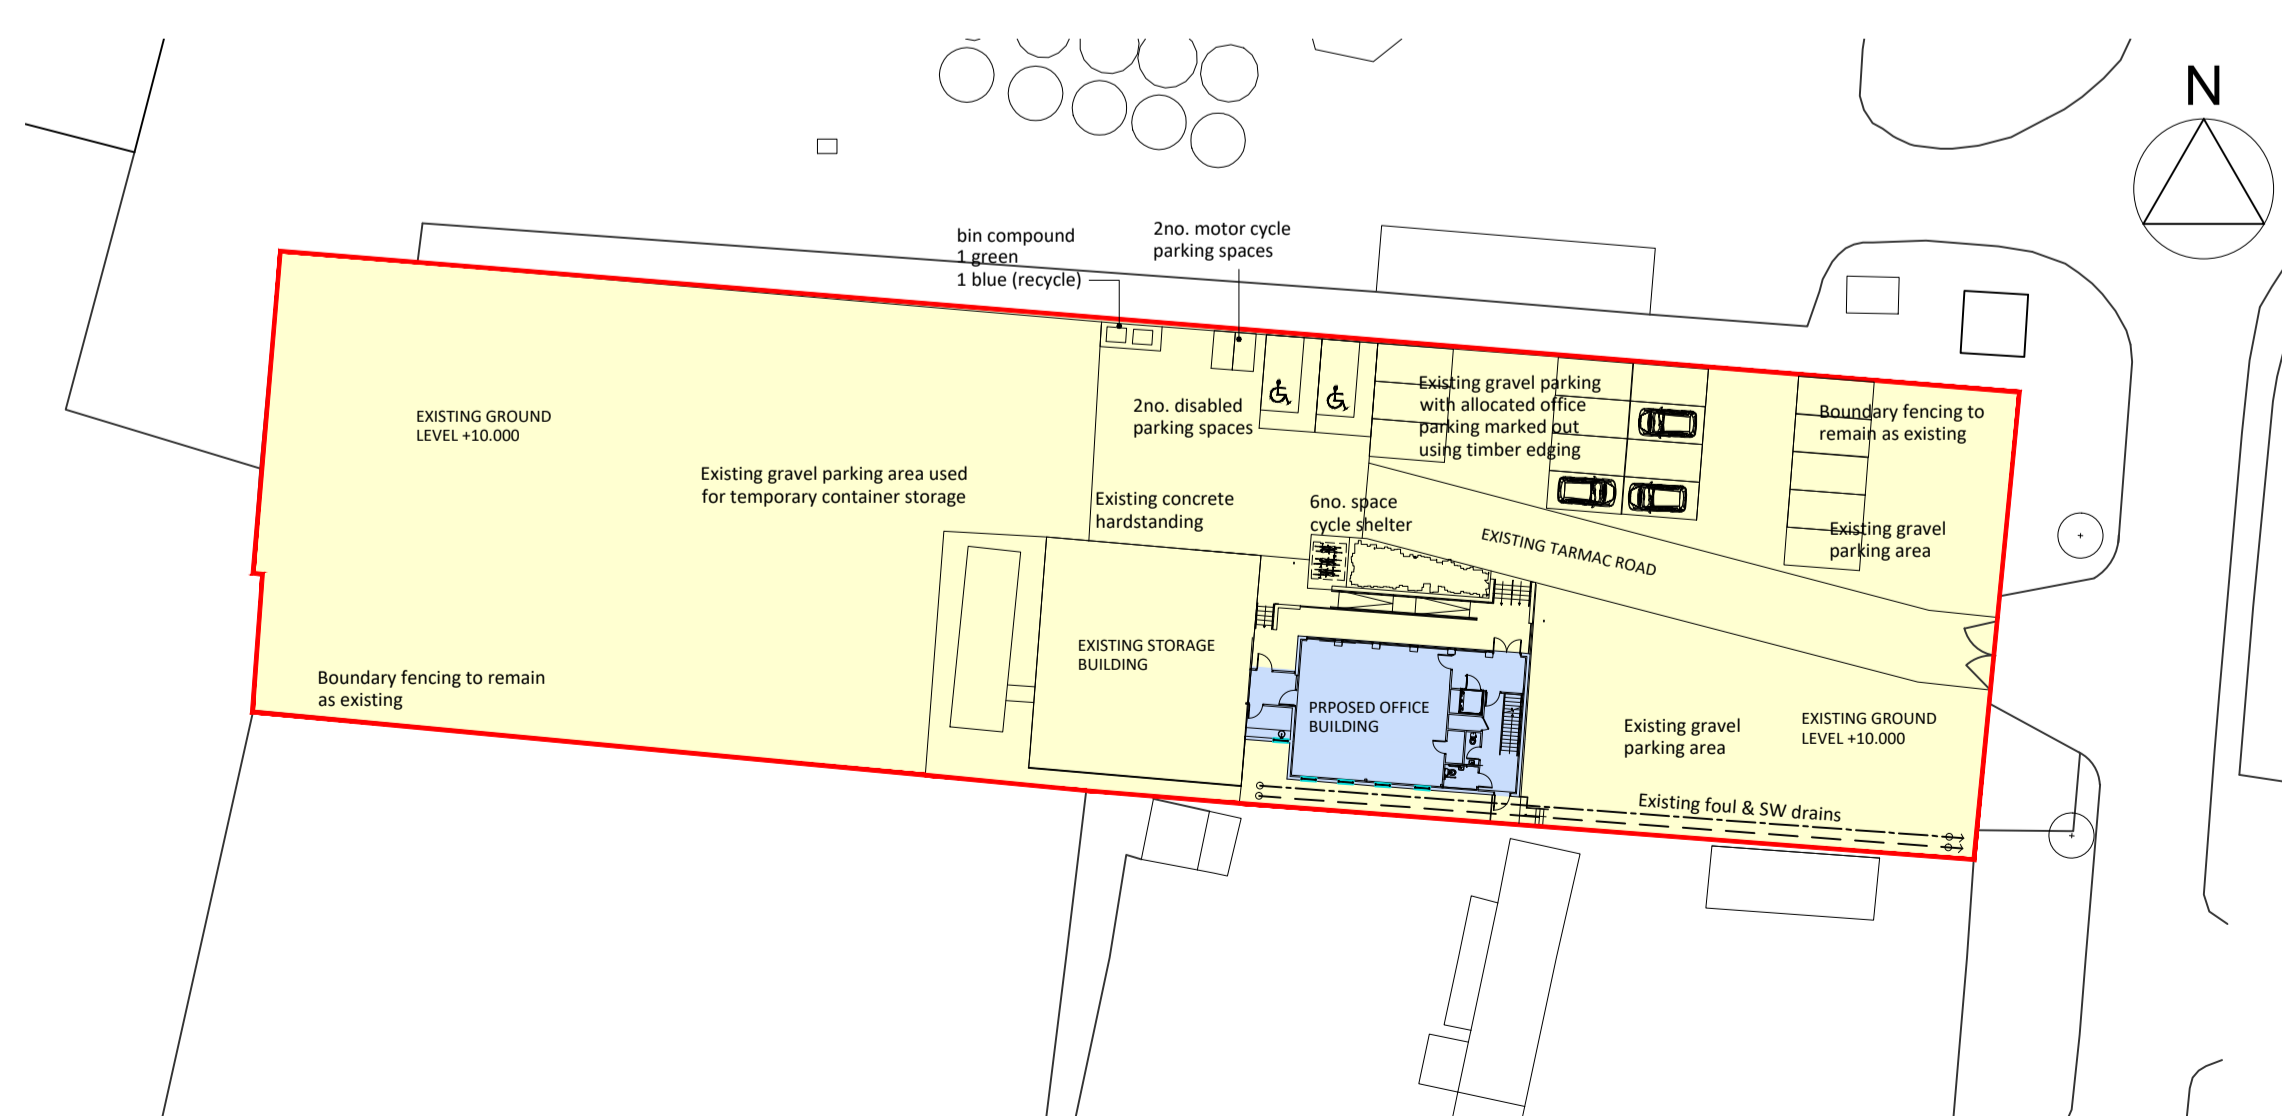 N
bin compound
1 green
1 blue (recycle)
2no. motor cycle
parking spaces
EXISTING GROUND
LEVEL +10.000
2no. disabled
parking spaces
Existing gravel parking
with allocated office
parking marked out
using timber edging
Boundary fencing to
remain as existing
Existing gravel parking area used
for temporary container storage
Existing concrete
hardstanding
6no. space
cycle shelter
EXISTING TARMAC ROAD
Existing gravel
parking area
EXISTING STORAGE
BUILDING
Boundary fencing to remain
as existing
PRPOSED OFFICE
BUILDING
Existing gravel
parking area
EXISTING GROUND
LEVEL +10.000
Existing foul & SW drains